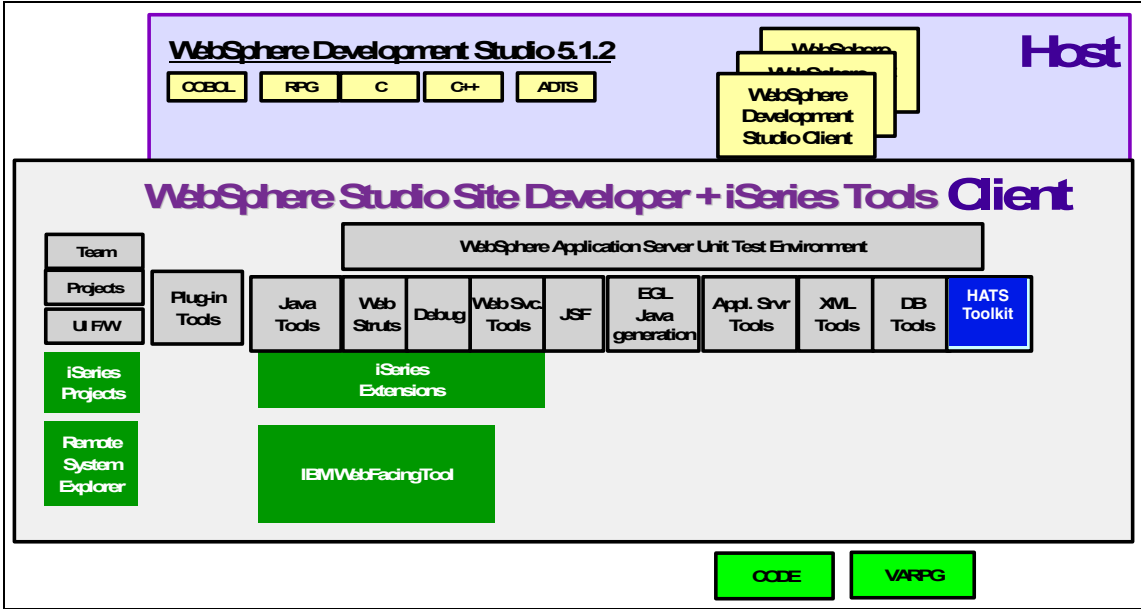 WebSphere Development Studio 5.1.2
Host
COBOL
RPG
C
C++
ADTS
WebSphere
WebSphere
WebSphere
Development
Studio Client
WebSphere Studio Site Developer + iSeries Tools Client
WebSphere Application Server Unit Test Environment
Team
Projects
UI F/W
Plug-in
Tools
Java
Tools
Web
Struts
Debug
Web Svc.
Tools
JSF
EGL
Java
generation
Appl. Srvr
Tools
XML
Tools
DB
Tools
HATS
Toolkit
iSeries
Projects
iSeries
Extensions
Remote
System
Explorer
IBM WebFacing Tool
CODE
VARPG